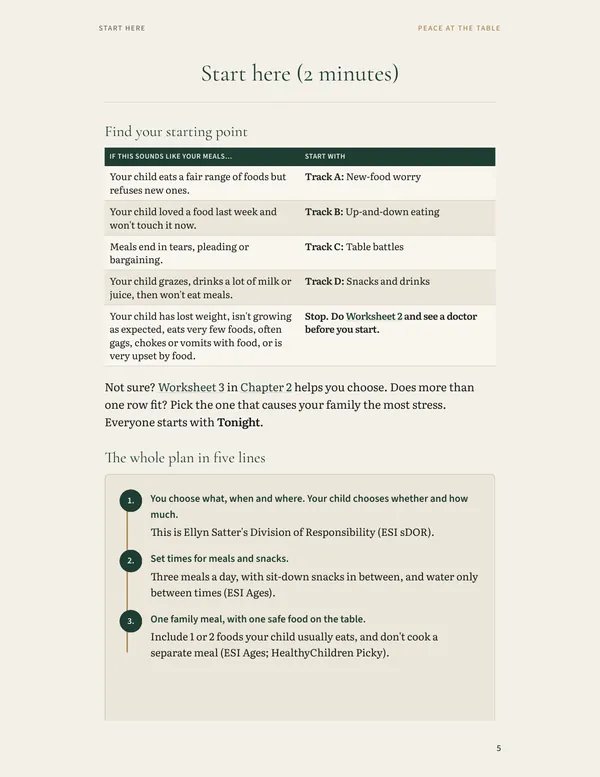 START HERE
PEACE AT THE TABLE
Start here (2 minutes)
Find your starting point
IF THIS SOUNDS LIKE YOUR MEALS...
START WITH
Your child eats a fair range of foods but
refuses new ones.
Track A: New-food worry
Your child loved a food last week and
won't touch it now.
Track B: Up-and-down eating
Meals end in tears, pleading or
bargaining.
Track C: Table battles
Your child grazes, drinks a lot of milk or
juice, then won't eat meals.
Track D: Snacks and drinks
Your child has lost weight, isn't growing
as expected, eats very few foods, often
gags, chokes or vomits with food, or is
very upset by food.
Stop. Do Worksheet 2 and see a doctor
before you start.
Not sure? Worksheet 3 in Chapter 2 helps you choose. Does more than
one row fit? Pick the one that causes your family the most stress.
Everyone starts with Tonight.
The whole plan in five lines
1.
You choose what, when and where. Your child chooses whether and how
much.
This is Ellyn Satter's Division of Responsibility (ESI sDOR).
2.
Set times for meals and snacks.
Three meals a day, with sit-down snacks in between, and water only
between times (ESI Ages).
3.
One family meal, with one safe food on the table.
Include 1 or 2 foods your child usually eats, and don't cook a
separate meal (ESI Ages; HealthyChildren Picky).
5